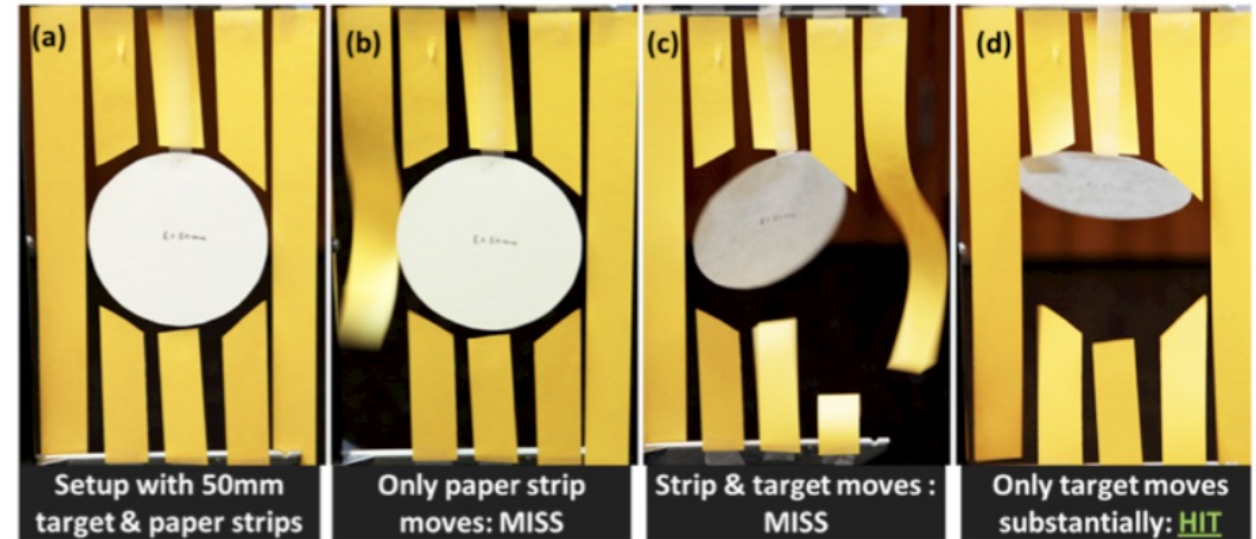 (a)
(b)
(c)
(d)
Setup with 50mm
target & paper strips
Only paper strip
moves: MISS
Strip & target moves :
MISS
Only target moves
substantially: HIT